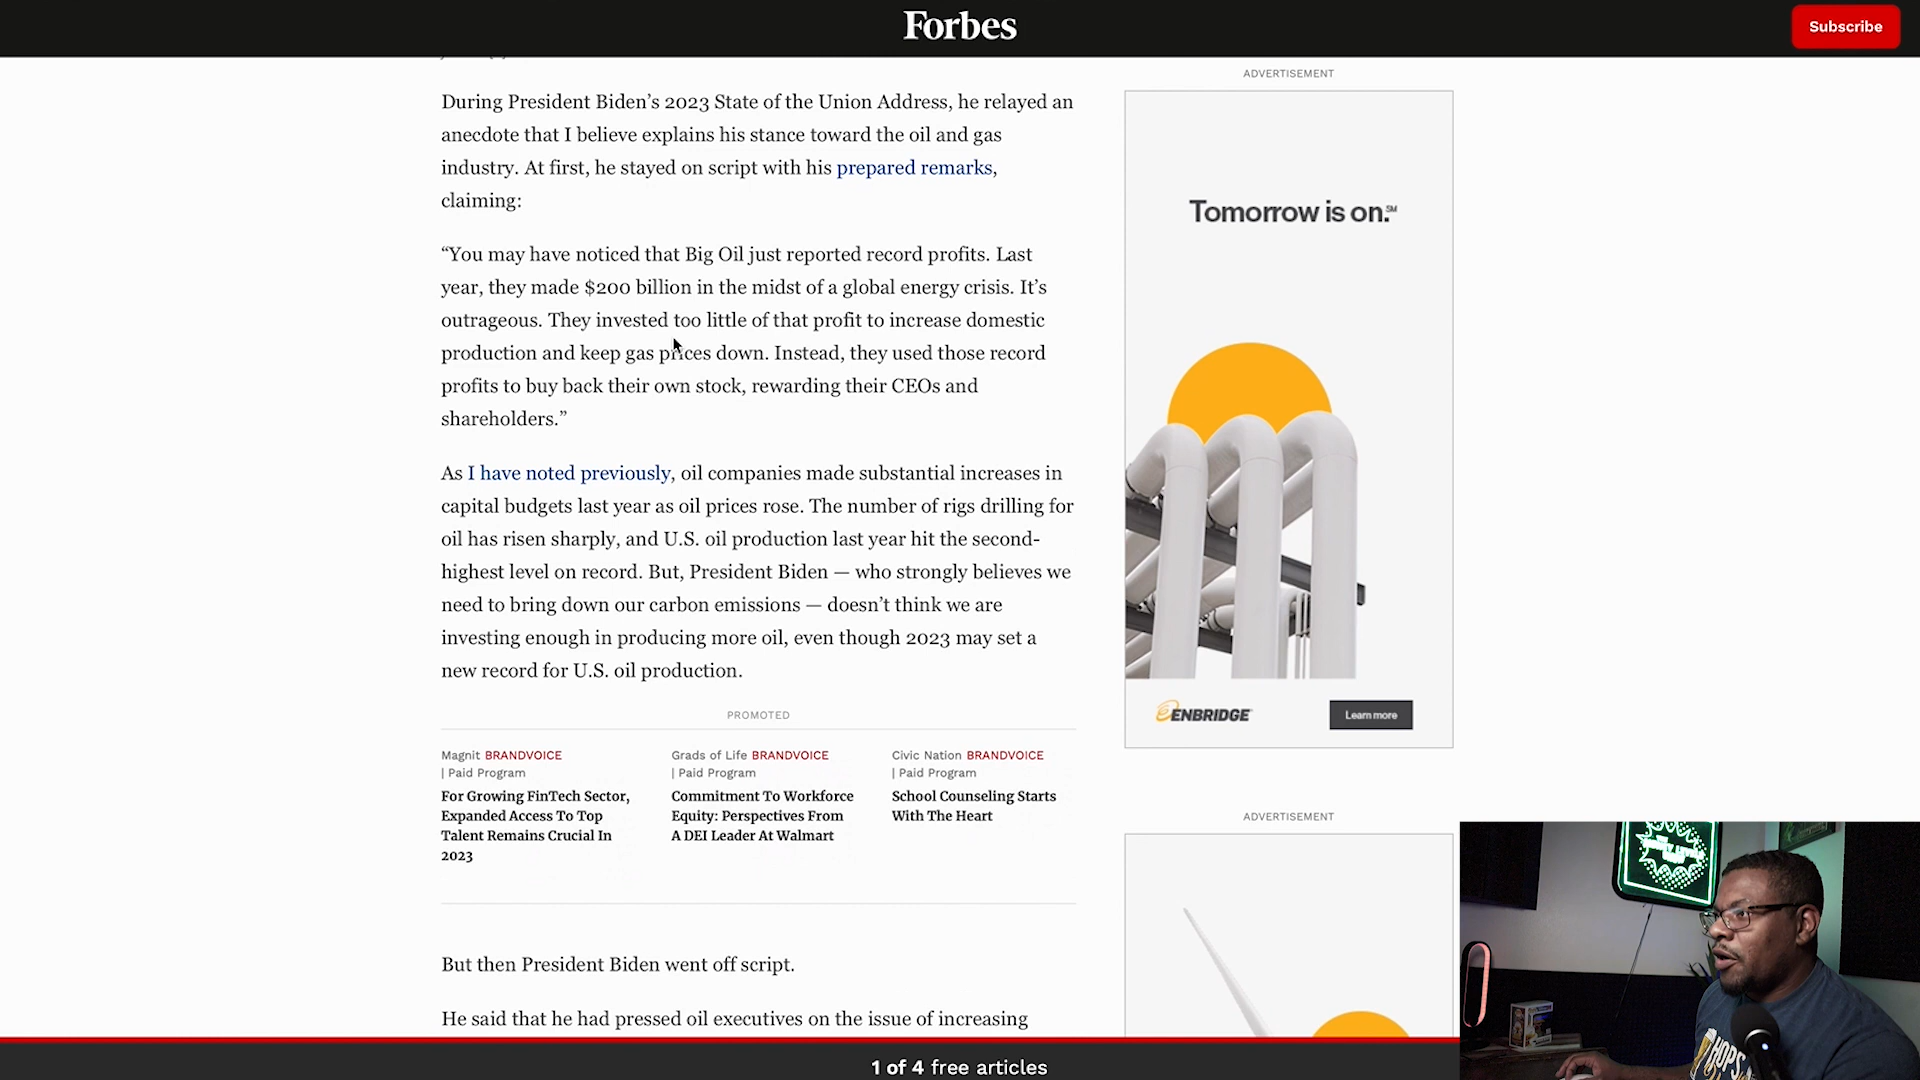 Forbes
Subscribe
During President Biden’s 2023 State of the Union Address, he relayed an
anecdote that I believe explains his stance toward the oil and gas
industry. At first, he stayed on script with his prepared remarks,
claiming:
“You may have noticed that Big Oil just reported record profits. Last
year, they made $200 billion in the midst of a global energy crisis. It’s
outrageous. They invested too little of that profit to increase domestic
production and keep gas prices down. Instead, they used those record
profits to buy back their own stock, rewarding their CEOs and
shareholders.”
As I have noted previously, oil companies made substantial increases in
capital budgets last year as oil prices rose. The number of rigs drilling for
oil has risen sharply, and U.S. oil production last year hit the second-
highest level on record. But, President Biden — who strongly believes we
need to bring down our carbon emissions — doesn’t think we are
investing enough in producing more oil, even though 2023 may set a
new record for U.S. oil production.
PROMOTED
Magnit BRANDVOICE
| Paid Program
For Growing FinTech Sector,
Expanded Access To Top
Talent Remains Crucial In
2023
Grads of Life BRANDVOICE
| Paid Program
Commitment To Workforce
Equity: Perspectives From
A DEI Leader At Walmart
Civic Nation BRANDVOICE
| Paid Program
School Counseling Starts
With The Heart
But then President Biden went off script.
He said that he had pressed oil executives on the issue of increasing
ADVERTISEMENT
Tomorrow is on.℠
ENBRIDGE
Learn more
ADVERTISEMENT
HOPS
1 of 4 free articles